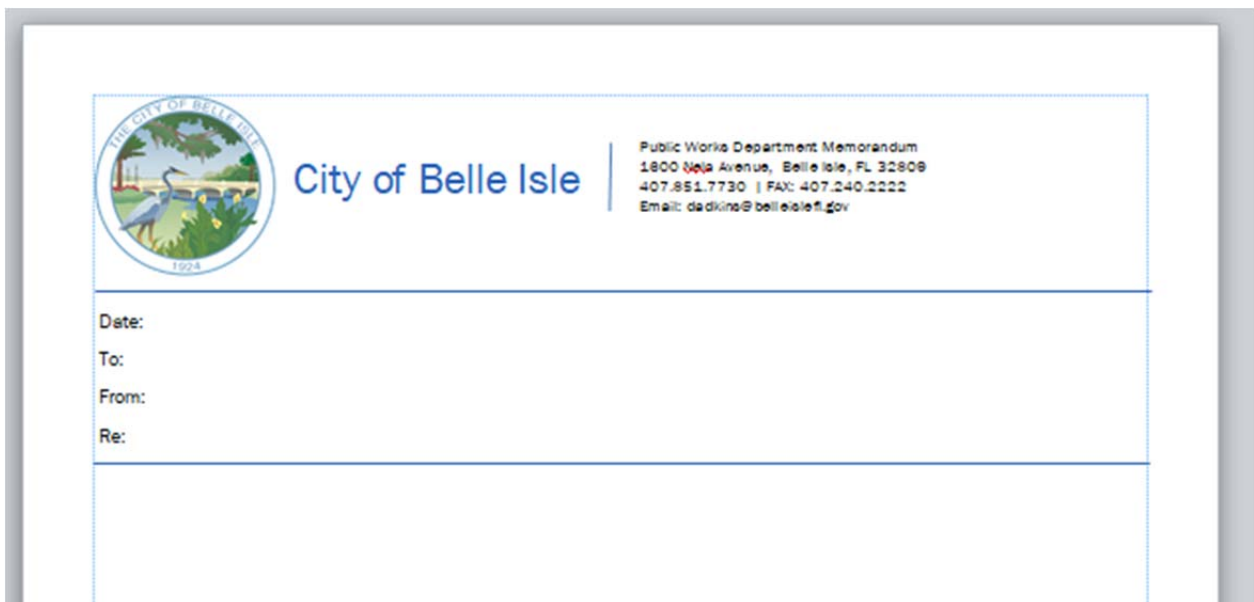 THE CITY OF BELLE ISLE
1924
City of Belle Isle
Public Works Department Memorandum
1600 Nela Avenue, Belle Isle, FL 32809
407.851.7730 | FAX: 407.240.2222
Email: dadkins@belleislefl.gov
Date:
To:
From:
Re: